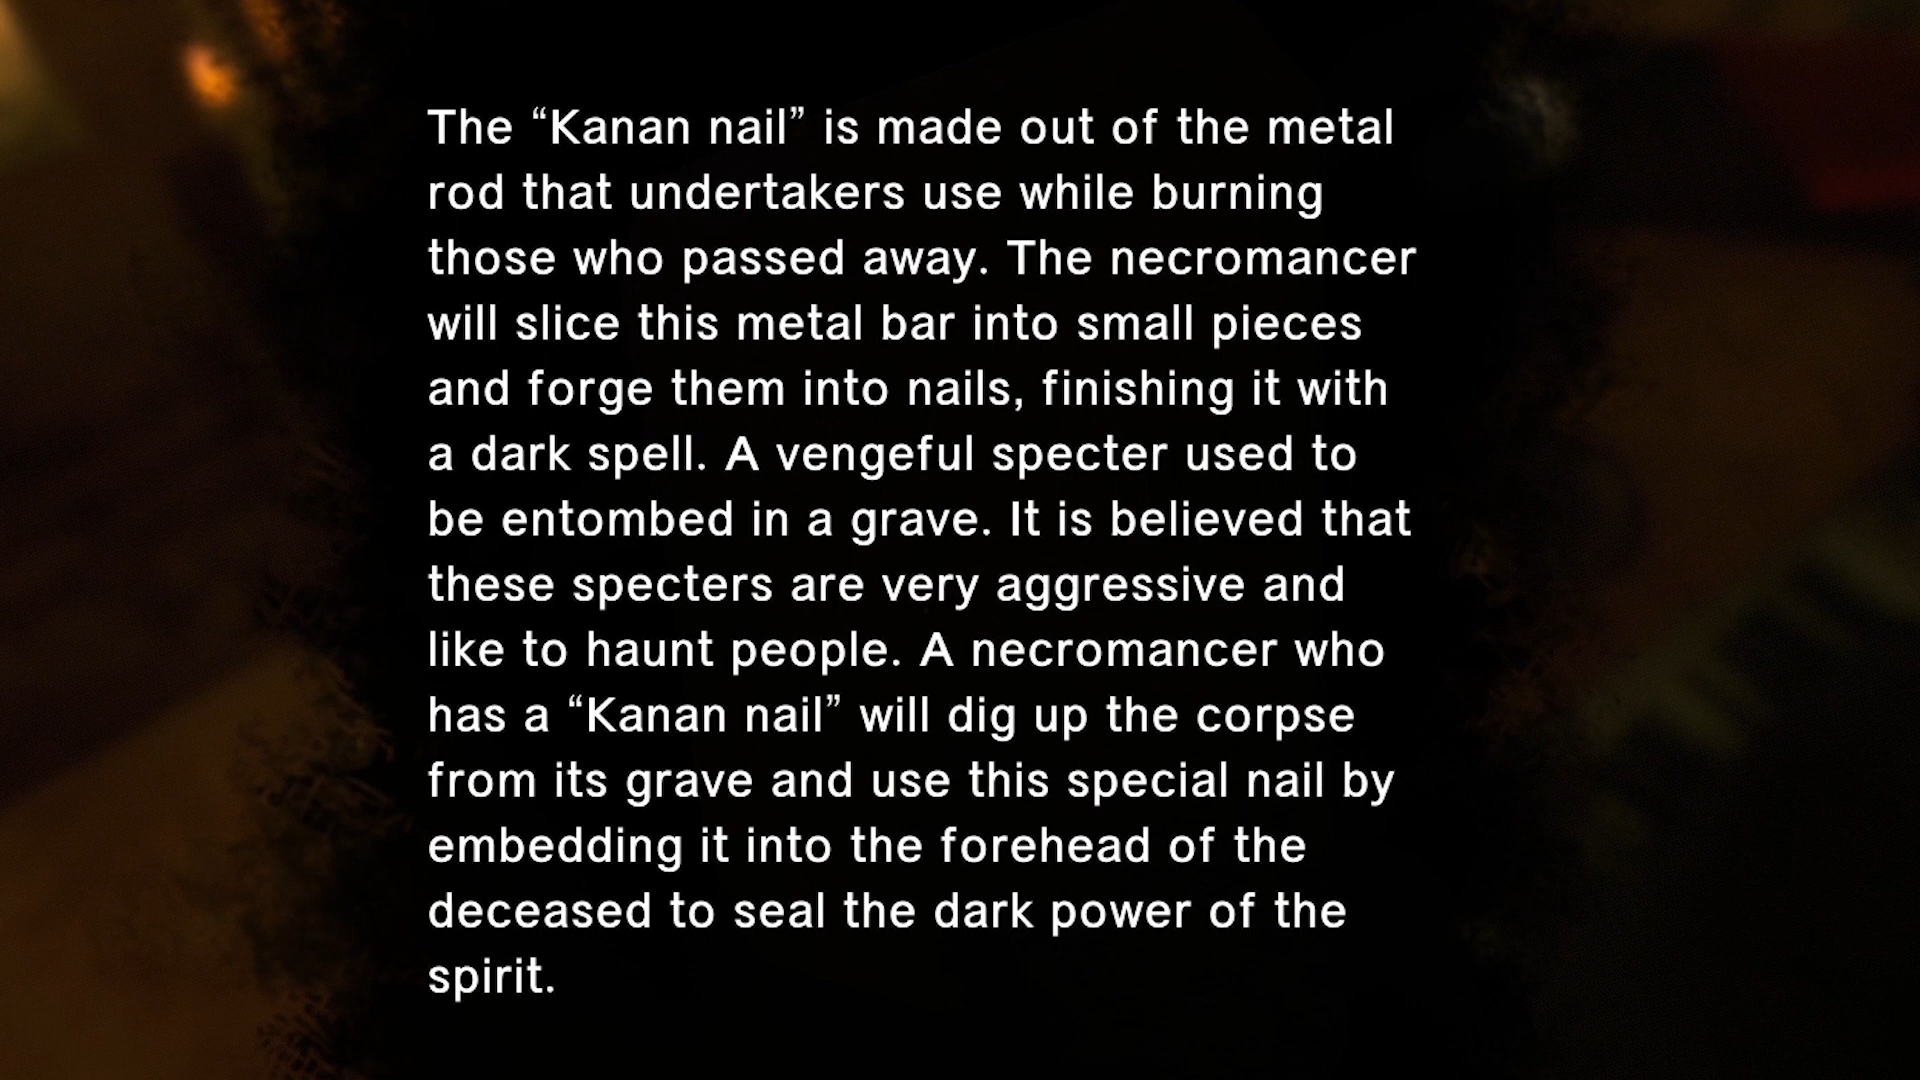 The “Kanan nail” is made out of the metal
rod that undertakers use while burning
those who passed away. The necromancer
will slice this metal bar into small pieces
and forge them into nails, finishing it with
a dark spell. A vengeful specter used to
be entombed in a grave. It is believed that
these specters are very aggressive and
like to haunt people. A necromancer who
has a “Kanan nail” will dig up the corpse
from its grave and use this special nail by
embedding it into the forehead of the
deceased to seal the dark power of the
spirit.